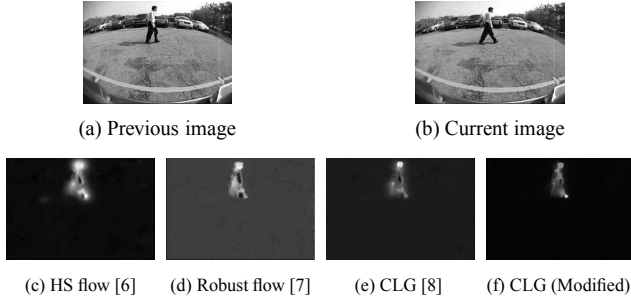 (a) Previous image
(b) Current image
(c) HS flow [6]
(d) Robust flow [7]
(e) CLG [8]
(f) CLG (Modified)